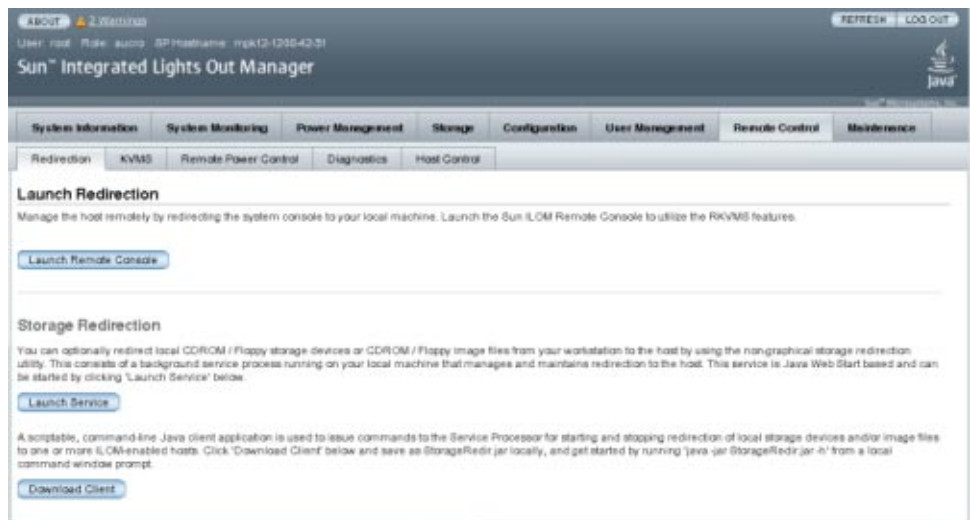 ABOUT 2 Warnings REFRESH LOG OUT
User: root Role: aucro SP Hostname:
Sun™ Integrated Lights Out Manager
Java
System Information System Monitoring Power Management Storage Configuration User Management Remote Control Maintenance
Redirection KVMS Remote Power Control Diagnostics Host Control
Launch Redirection
Manage the host remotely by redirecting the system console to your local machine. Launch the Sun ILOM Remote Console to utilize the RKVMS features.
Launch Remote Console
Storage Redirection
You can optionally redirect local CDROM / Floppy storage devices or CDROM / Floppy image files from your workstation to the host by using the non-graphical storage redirection
utility. This consists of a background service process running on your local machine that manages and maintains redirection to the host. This service is Java Web Start based and can
be started by clicking 'Launch Service' below.
Launch Service
A scriptable, command-line Java client application is used to issue commands to the Service Processor for starting and stopping redirection of local storage devices and/or image files
to one or more ILOM-enabled hosts. Click 'Download Client' below and save as StorageRedir.jar locally, and get started by running 'java -jar StorageRedir.jar -h' from a local
command window prompt.
Download Client